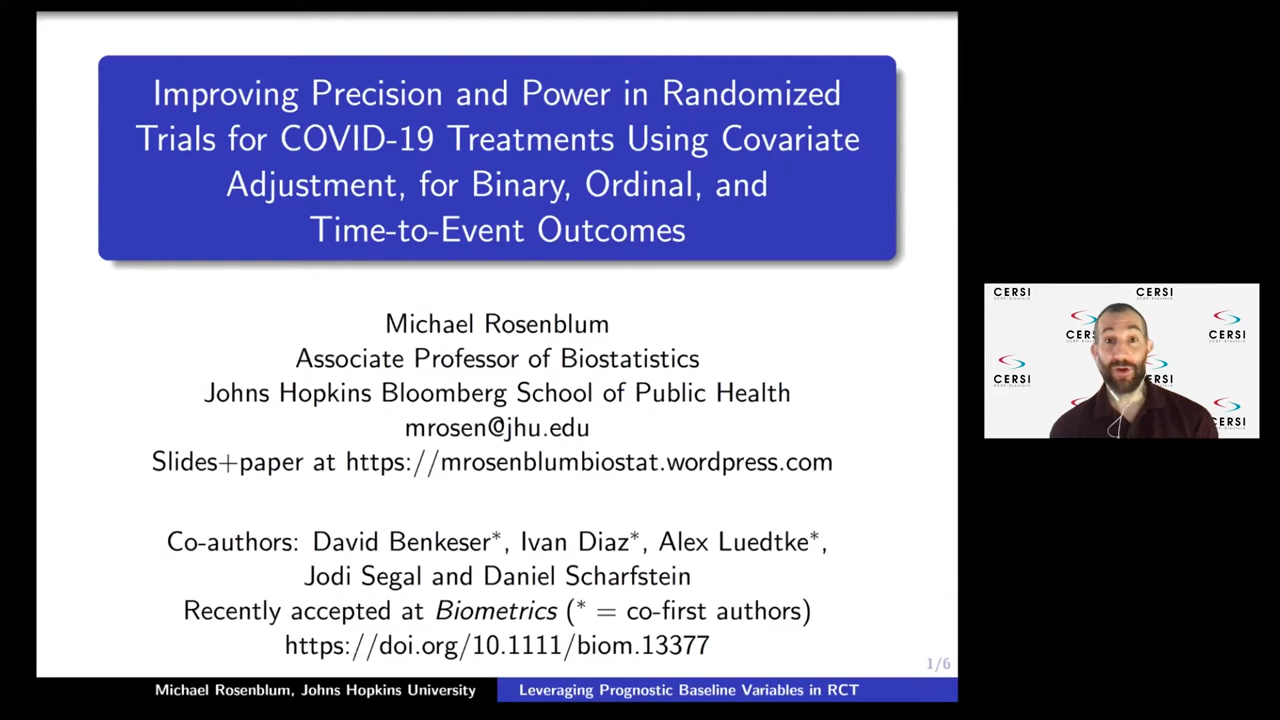 Improving Precision and Power in Randomized
Trials for COVID-19 Treatments Using Covariate
Adjustment, for Binary, Ordinal, and
Time-to-Event Outcomes
Michael Rosenblum
Associate Professor of Biostatistics
Johns Hopkins Bloomberg School of Public Health
mrosen@jhu.edu
Slides+paper at https://mrosenblumbiostat.wordpress.com
Co-authors: David Benkeser*, Ivan Diaz*, Alex Luedtke*,
Jodi Segal and Daniel Scharfstein
Recently accepted at Biometrics (* = co-first authors)
https://doi.org/10.1111/biom.13377
1/6
Michael Rosenblum, Johns Hopkins University
Leveraging Prognostic Baseline Variables in RCT
CERSI
CERSI
CERSI
CERSI
CERSI
CERSI
CERSI